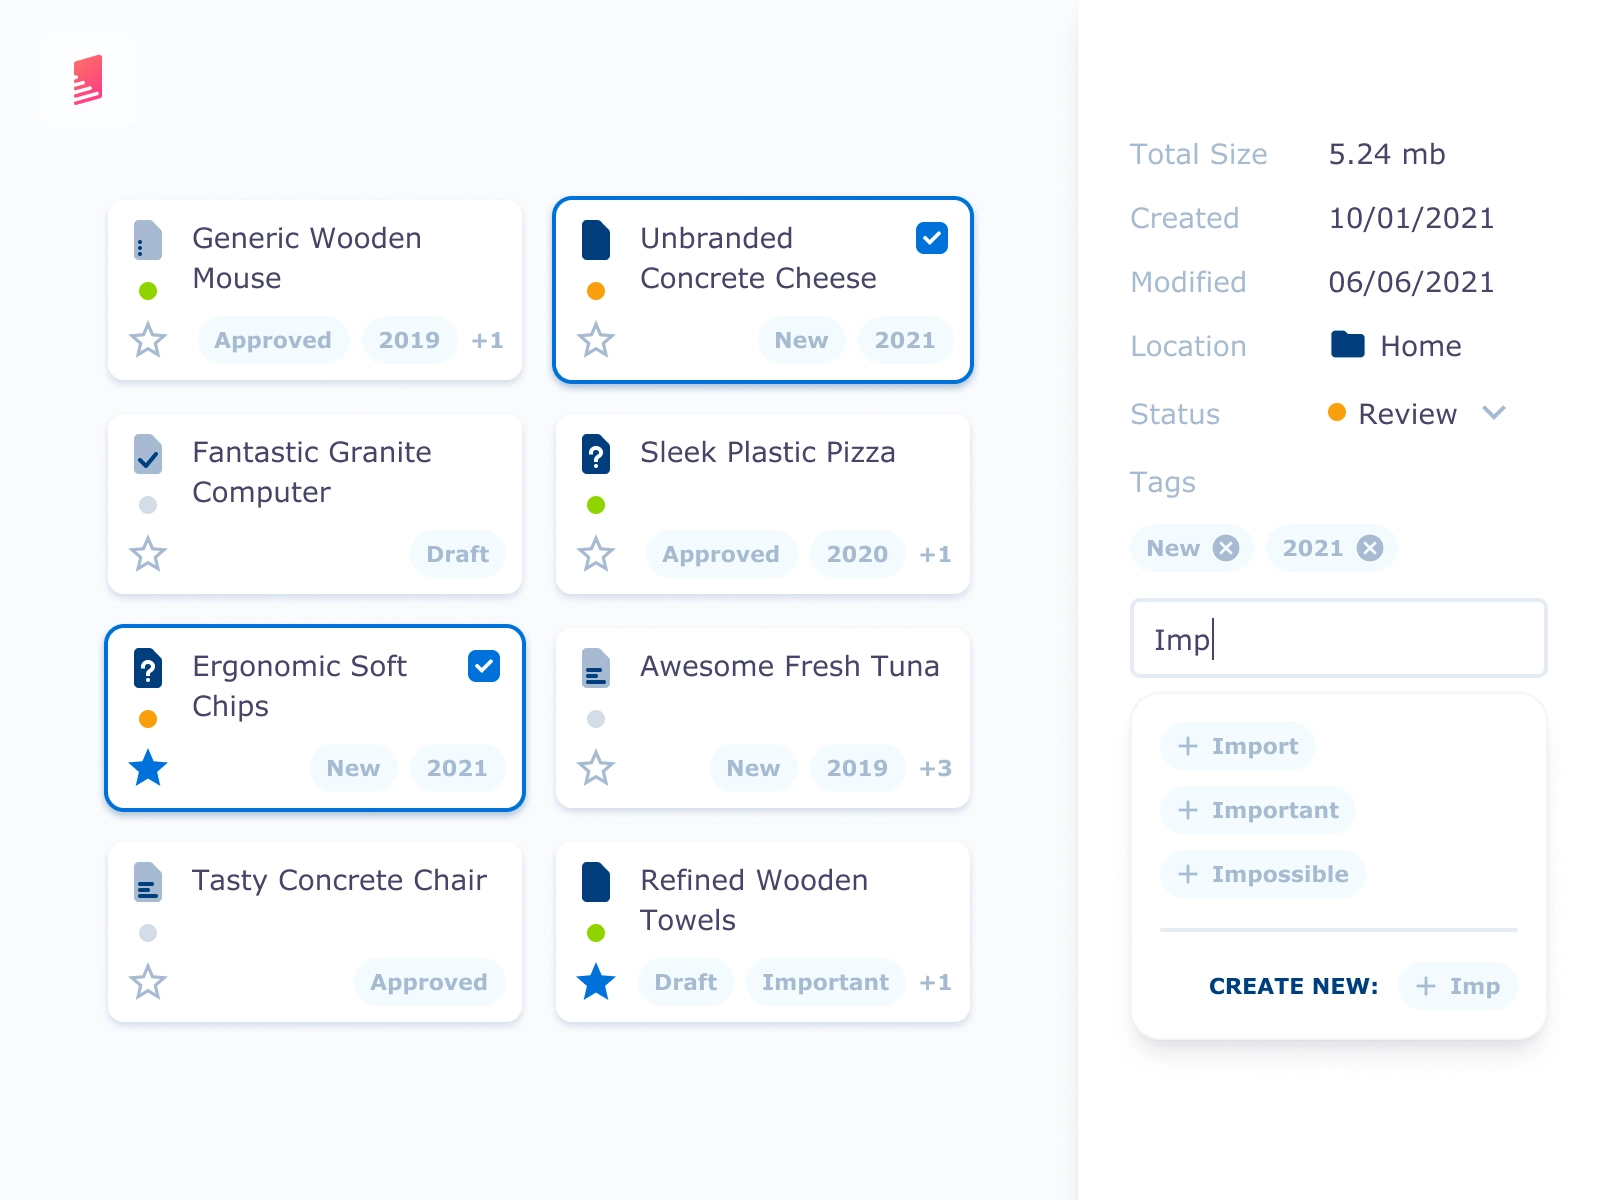 Generic Wooden
Mouse
Approved 2019 +1
Unbranded
Concrete Cheese
New 2021
Fantastic Granite
Computer
Draft
Sleek Plastic Pizza
Approved 2020 +1
Ergonomic Soft
Chips
New 2021
Awesome Fresh Tuna
New 2019 +3
Tasty Concrete Chair
Approved
Refined Wooden
Towels
Draft Important +1
Total Size 5.24 mb
Created 10/01/2021
Modified 06/06/2021
Location Home
Status Review
Tags
New 2021
Imp
+ Import
+ Important
+ Impossible
CREATE NEW: + Imp